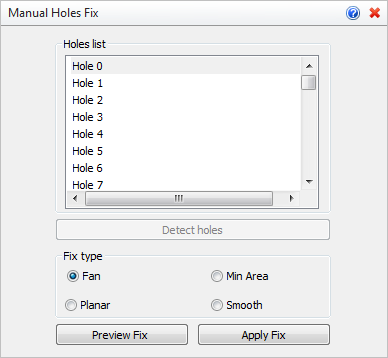 Manual Holes Fix
Holes list
Hole 0
Hole 1
Hole 2
Hole 3
Hole 4
Hole 5
Hole 6
Hole 7
Detect holes
Fix type
Fan Min Area
Planar Smooth
Preview Fix Apply Fix